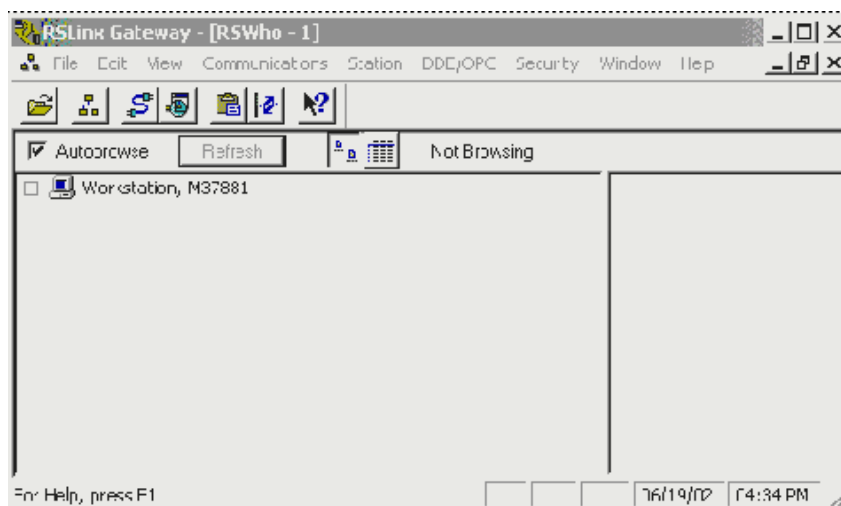 RSLinx Gateway - [RSWho - 1]
File Edit View Communications Station DDE/OPC Security Window Help
Autobrowse Refresh Not Browsing
Workstation, M37881
For Help, press F1 06/19/02 04:34 PM